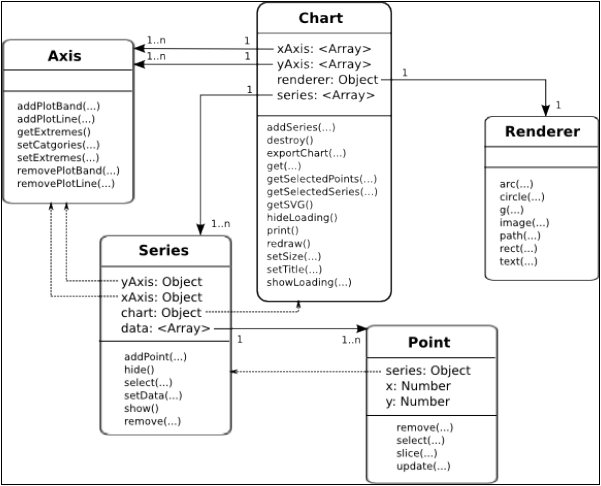 Chart
xAxis: <Array>
yAxis: <Array>
renderer: Object
series: <Array>
addSeries(...)
destroy()
exportChart(...)
get(...)
getSelectedPoints(...)
getSelectedSeries(...)
getSVG()
hideLoading()
print()
redraw()
setSize(...)
setTitle(...)
showLoading(...)
1..n 1
1..n 1
1
1
1
1..n
Axis
addPlotBand(...)
addPlotLine(...)
getExtremes()
setCatgories(...)
setExtremes(...)
removePlotBand(...)
removePlotLine(...)
Renderer
arc(...)
circle(...)
g(...)
image(...)
path(...)
rect(...)
text(...)
Series
yAxis: Object
xAxis: Object
chart: Object
data: <Array>
addPoint(...)
hide()
select(...)
setData(...)
show()
remove(...)
1 1..n
Point
series: Object
x: Number
y: Number
remove(...)
select(...)
slice(...)
update(...)